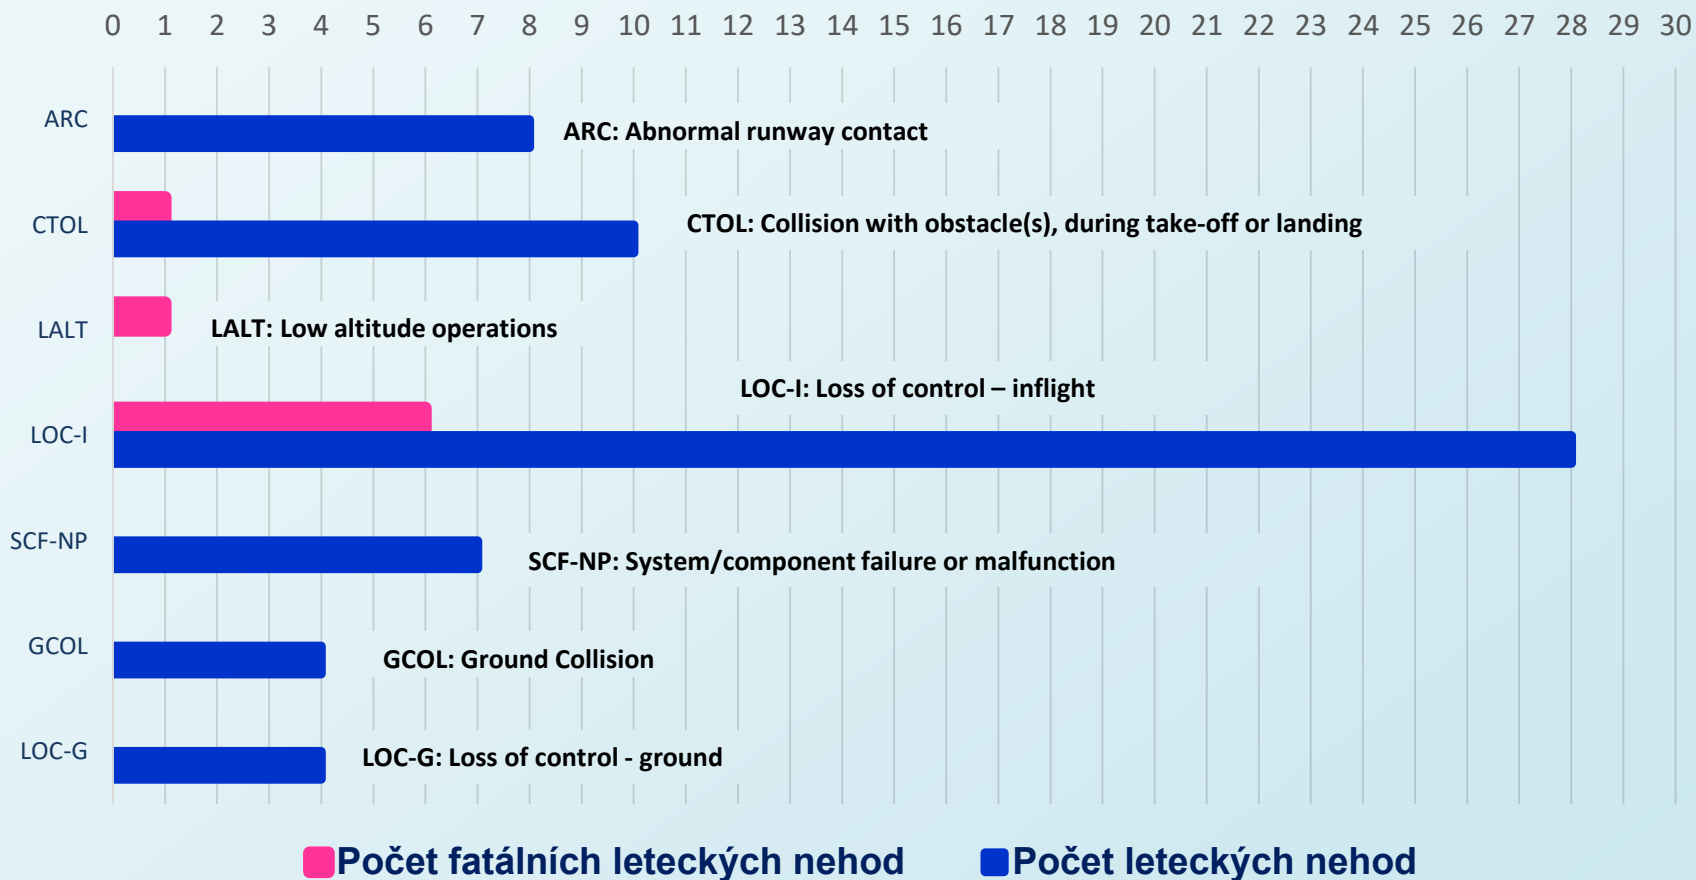 0 1 2 3 4 5 6 7 8 9 10 11 12 13 14 15 16 17 18 19 20 21 22 23 24 25 26 27 28 29 30
ARC
ARC: Abnormal runway contact
CTOL
CTOL: Collision with obstacle(s), during take-off or landing
LALT
LALT: Low altitude operations
LOC-I: Loss of control – inflight
LOC-I
SCF-NP
SCF-NP: System/component failure or malfunction
GCOL
GCOL: Ground Collision
LOC-G
LOC-G: Loss of control - ground
Počet fatálních leteckých nehod
Počet leteckých nehod